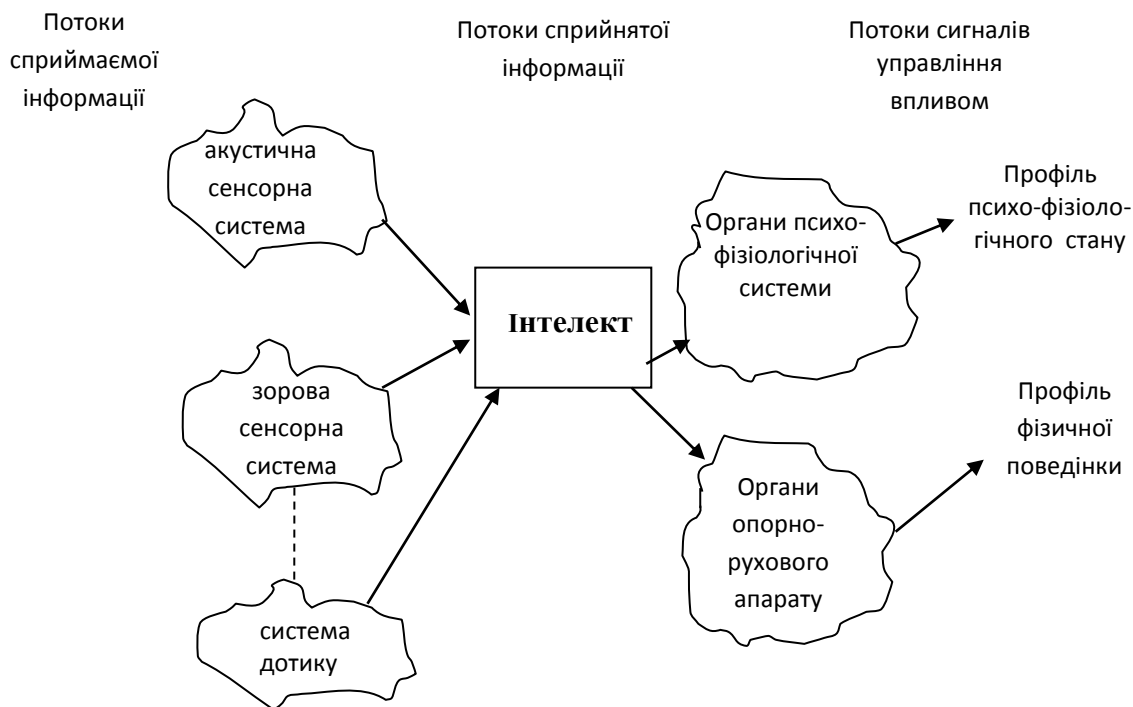 Потоки
сприймаємої
інформації
Потоки сприйнятої
інформації
Потоки сигналів
управління
впливом
акустична
сенсорна
система
зорова
сенсорна
система
система
дотику
Інтелект
Органи психо-
фізіологічної
системи
Органи
опорно-
рухового
апарату
Профіль
психо-фізіоло-
гічного стану
Профіль
фізичної
поведінки